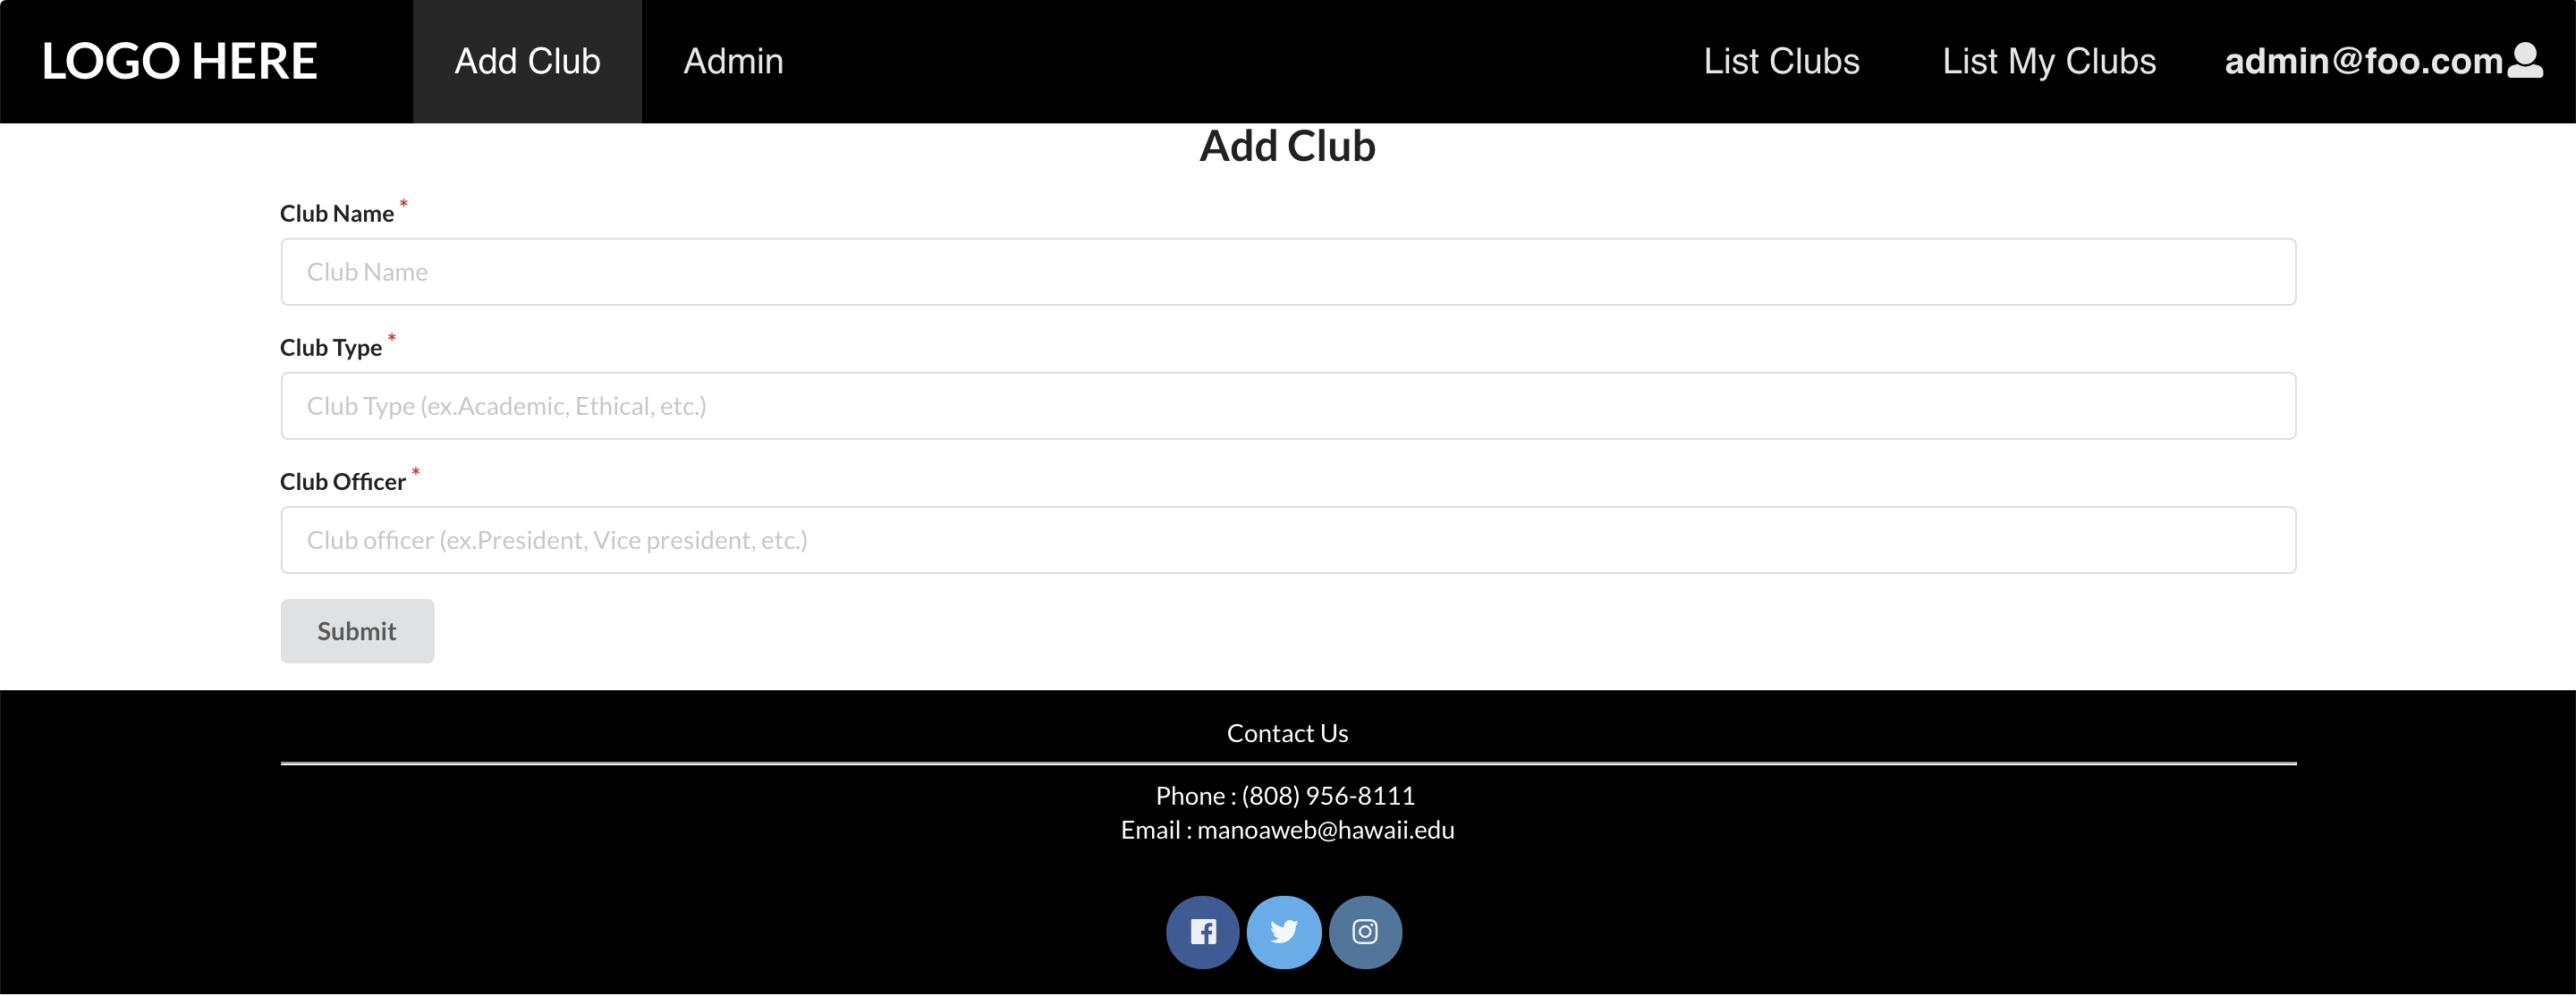 LOGO HERE Add Club Admin List Clubs List My Clubs admin@foo.com
Add Club
Club Name *
Club Name
Club Type *
Club Type (ex.Academic, Ethical, etc.)
Club Officer *
Club officer (ex.President, Vice president, etc.)
Submit
Contact Us
Phone : (808) 956-8111
Email : manoaweb@hawaii.edu